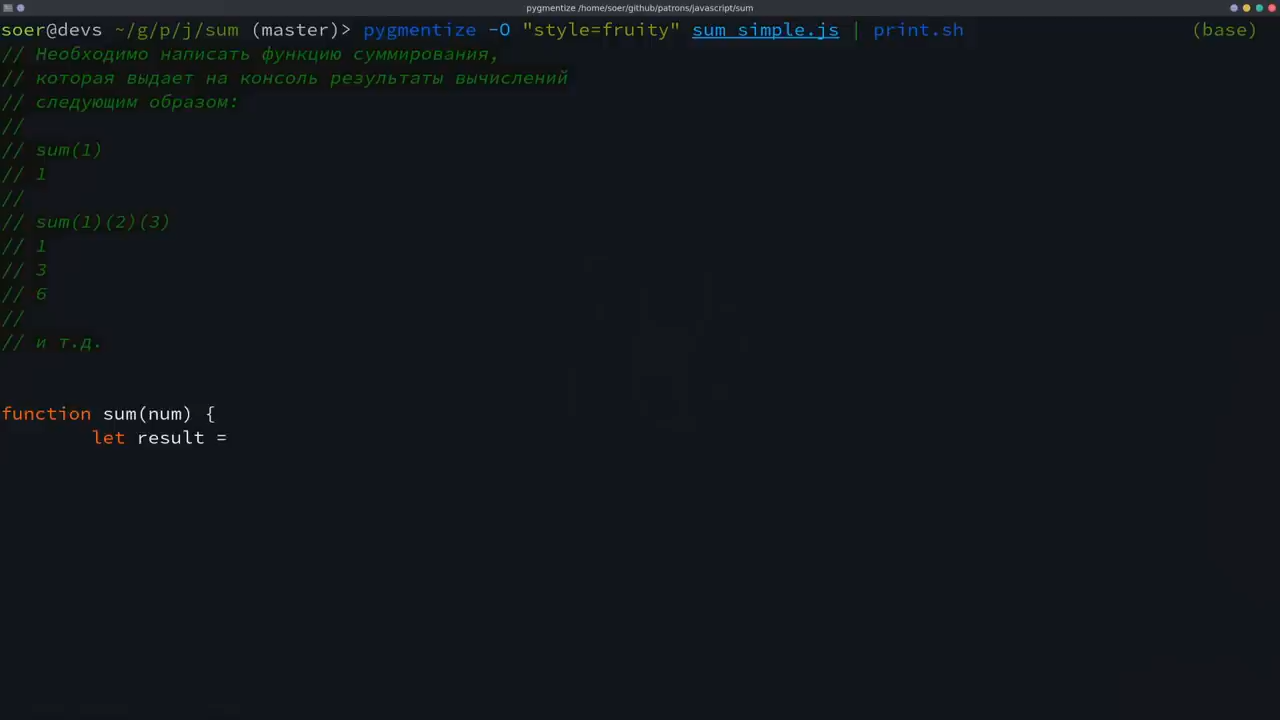 pygmentize /home/soer/github/patrons/javascript/sum
soer@devs ~/g/p/j/sum (master)> pygmentize -O "style=fruity" sum_simple.js | print.sh (base)
// Необходимо написать функцию суммирования,
// которая выдает на консоль результаты вычислений
// следующим образом:
//
// sum(1)
// 1
//
// sum(1)(2)(3)
// 1
// 3
// 6
//
// и т.д.
function sum(num) {
let result =